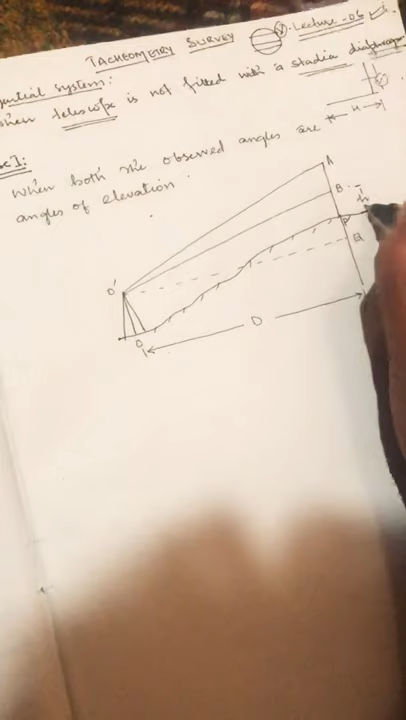 TACHEOMETRY SURVEY
Lecture-06
system:
telescope is not fitted with a stadia diaphragm
H
When both the observed angles are
angles of elevation.
A
B
h
P
Q
O'
O
D